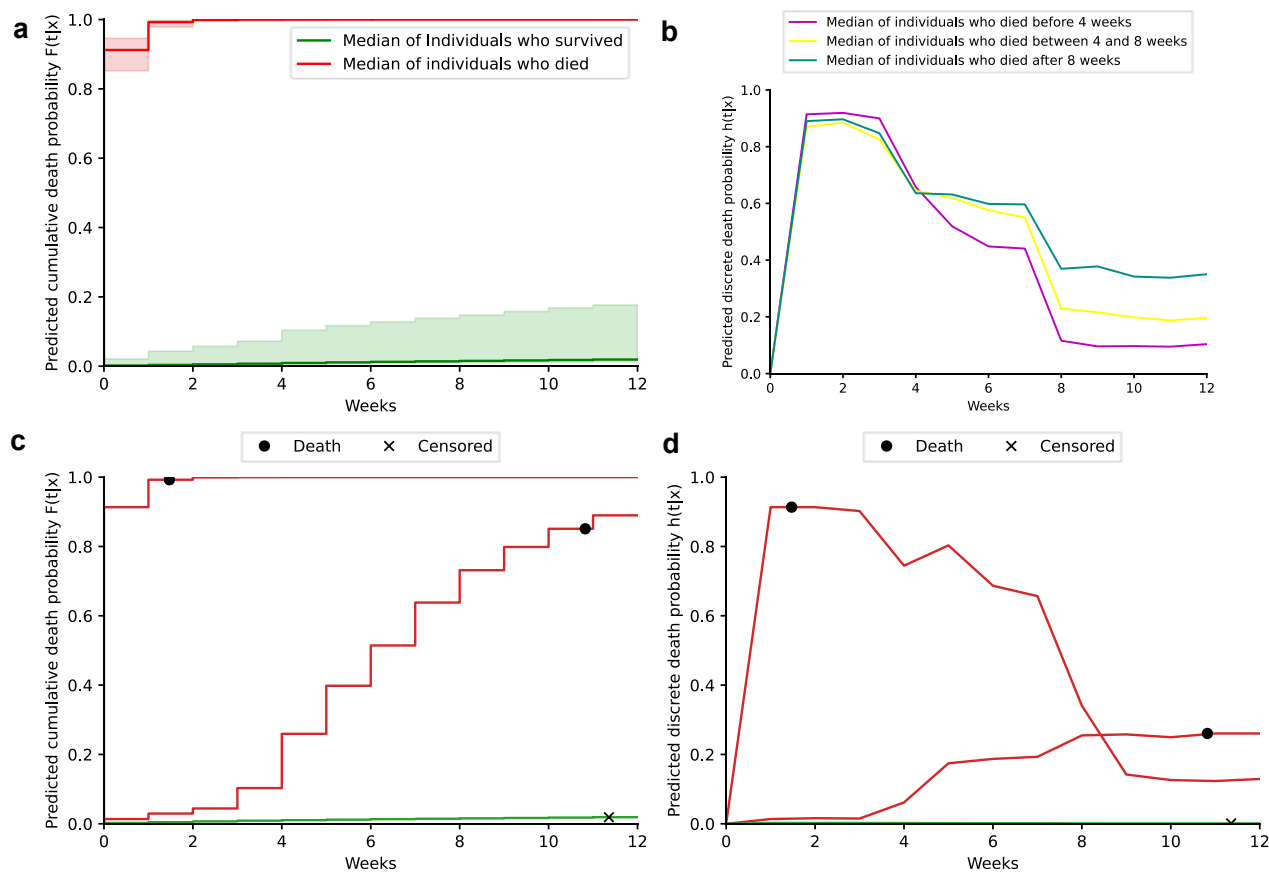 a
Predicted cumulative death probability F(t|x)
1.0
0.8
0.6
0.4
0.2
0.0
Median of Individuals who survived
Median of individuals who died
0 2 4 6 8 10 12
Weeks
b
Median of individuals who died before 4 weeks
Median of individuals who died between 4 and 8 weeks
Median of individuals who died after 8 weeks
Predicted discrete death probability h(t|x)
1.0
0.8
0.6
0.4
0.2
0.0
0 2 4 6 8 10 12
Weeks
c
Death Censored
Predicted cumulative death probability F(t|x)
1.0
0.8
0.6
0.4
0.2
0.0
0 2 4 6 8 10 12
Weeks
d
Death Censored
Predicted discrete death probability h(t|x)
1.0
0.8
0.6
0.4
0.2
0.0
0 2 4 6 8 10 12
Weeks